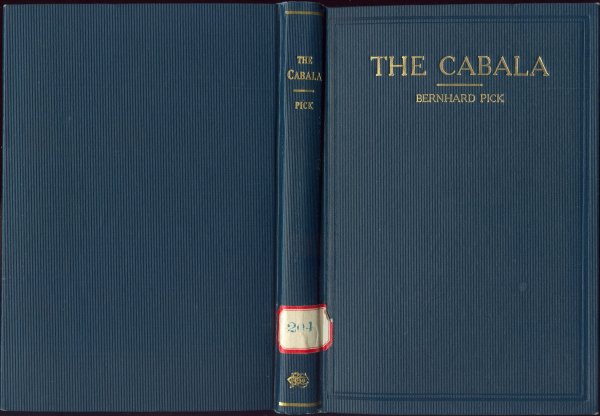 THE
CABALA
PICK
204
THE CABALA
BERNHARD PICK